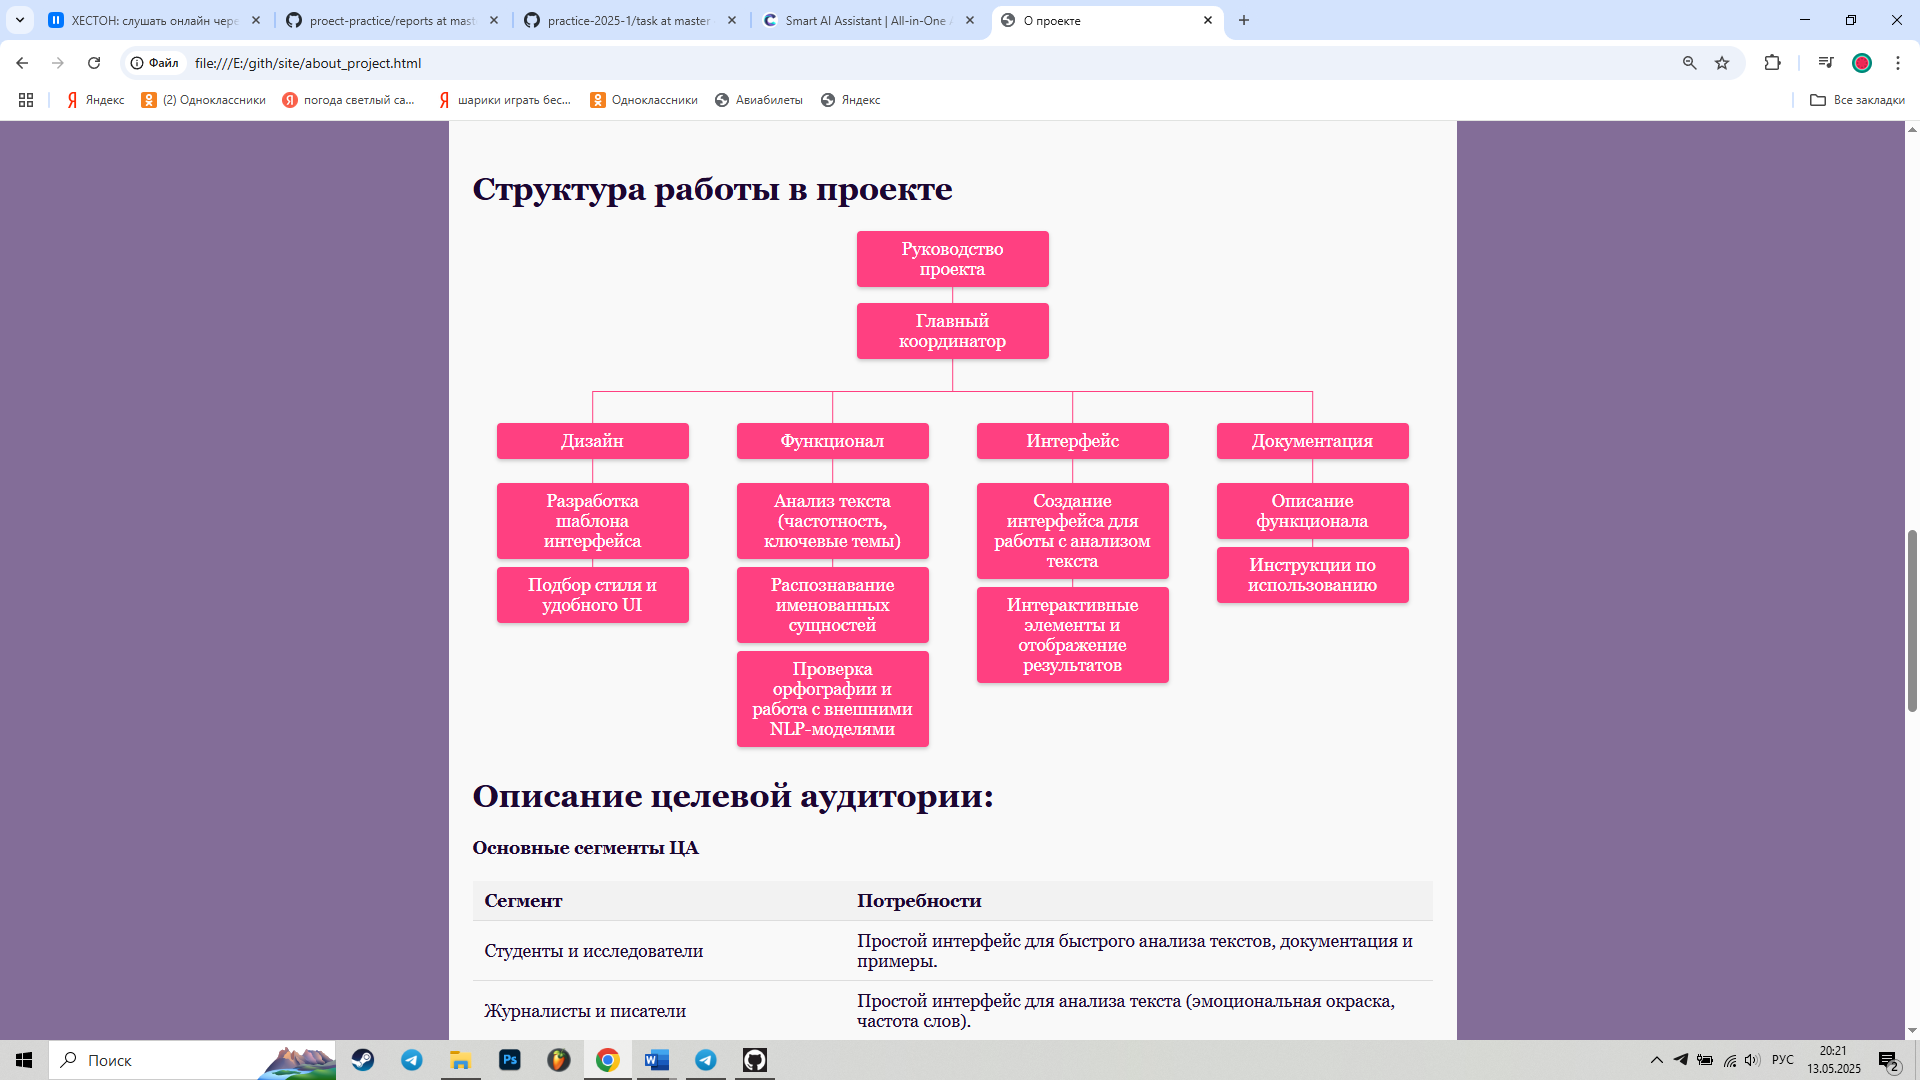 ХЕСТОН: слушать онлайн чере
proect-practice/reports at mast
practice-2025-1/task at master
Smart AI Assistant | All-in-One A
О проекте
Файл
file:///E:/gith/site/about_project.html
Яндекс
(2) Одноклассники
погода светлый са...
шарики играть бес...
Одноклассники
Авиабилеты
Яндекс
Все закладки
Структура работы в проекте
Руководство
проекта
Главный
координатор
Дизайн
Разработка
шаблона
интерфейса
Подбор стиля и
удобного UI
Функционал
Анализ текста
(частотность,
ключевые темы)
Распознавание
именованных
сущностей
Проверка
орфографии и
работа с внешними
NLP-моделями
Интерфейс
Создание
интерфейса для
работы с анализом
текста
Интерактивные
элементы и
отображение
результатов
Документация
Описание
функционала
Инструкции по
использованию
Описание целевой аудитории:
Основные сегменты ЦА
Сегмент
Потребности
Студенты и исследователи
Простой интерфейс для быстрого анализа текстов, документация и
примеры.
Журналисты и писатели
Простой интерфейс для анализа текста (эмоциональная окраска,
частота слов).
Поиск
Ps
W
РУС
20:21
13.05.2025
2